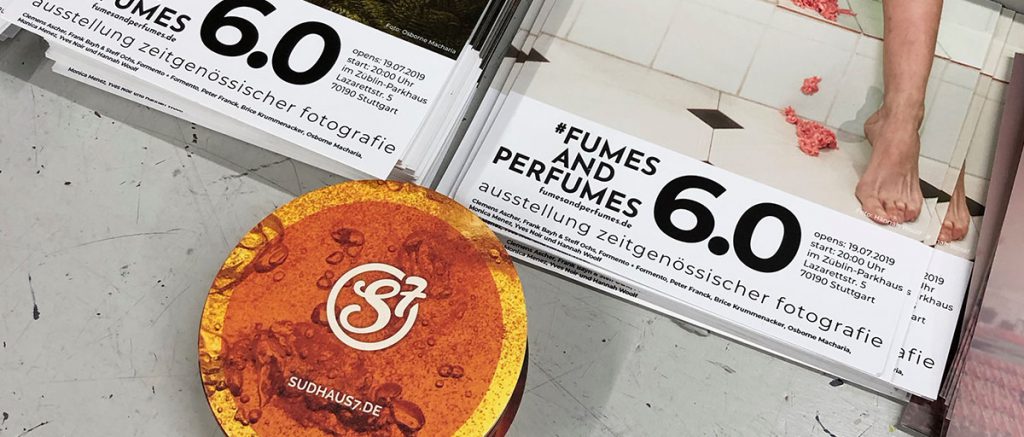 fumesandperfumes.de
6.0
opens: 19.07.2019
start: 20:00 Uhr
im Züblin-Parkhaus
Lazarettstr. 5
70190 Stuttgart
ausstellung zeitgenössischer fotografie
Clemens Ascher, Frank Bayh & Steff Ochs, Formento + Formento, Peter Franck, Brice Krummenacker, Osborne Macharia,
Monica Menez, Yves Noir und Hannah Woolf
Foto: Osborne Macharia
#FUMES
AND
PERFUMES
fumesandperfumes.de
6.0
opens: 19.07.2019
start: 20:00 Uhr
im Züblin-Parkhaus
Lazarettstr. 5
70190 Stuttgart
ausstellung zeitgenössischer fotografie
Clemens Ascher, Frank Bayh & Steff Ochs, Formento + Formento, Peter Franck, Brice Krummenacker, Osborne Macharia,
Monica Menez, Yves Noir und Hannah Woolf
S7
SUDHAUS7.DE